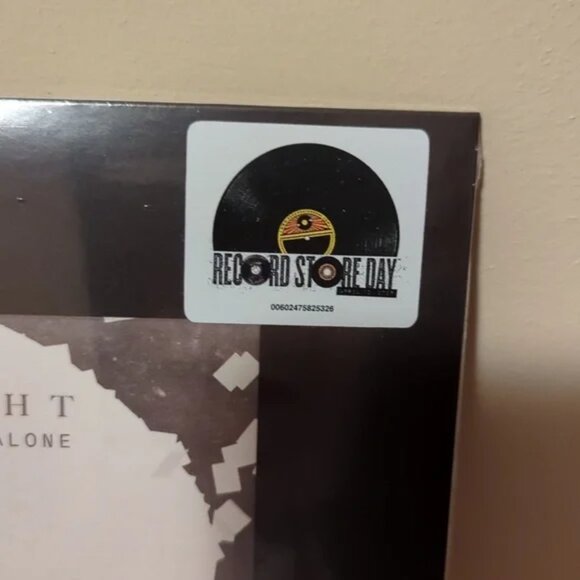 RECORD STORE DAY
00602475825326
HT
ALONE